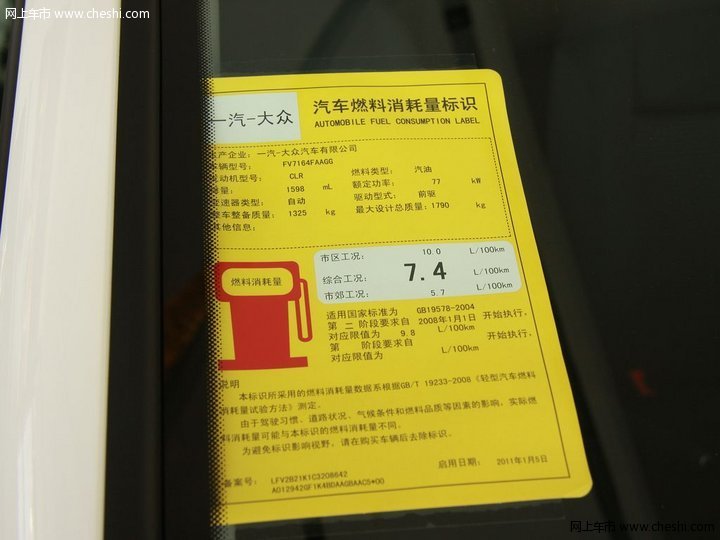 网上车市 www.cheshi.com
一汽-大众
汽车燃料消耗量标识
AUTOMOBILE FUEL CONSUMPTION LABEL
产企业：一汽-大众汽车有限公司
车辆型号： FV7164FAAGG
发动机型号： CLR 燃料类型： 汽油
排量： 1598 mL 额定功率： 77 kW
变速器类型： 自动 驱动型式： 前驱
整车整备质量： 1325 kg 最大设计总质量：1790 kg
其他信息：
市区工况： 10.0 L/100km
燃料消耗量
综合工况： 7.4 L/100km
市郊工况： 5.7 L/100km
适用国家标准为 GB19578-2004
第 二 阶段要求自 2008年1月1日 开始执行，
对应限值为 9.8 L/100km
第 阶段要求自 开始执行，
对应限值为 L/100km
说明
本标识所采用的燃料消耗量数据系根据GB/T 19233-2008《轻型汽车燃料
消耗量试验方法》测定。
由于驾驶习惯、道路状况、气候条件和燃料品质等因素的影响，实际燃
料消耗量可能与本标识的燃料消耗量不同。
为避免标识影响视野，请在购买车辆后去除标识。
备案号： LFV2B21K1C3208642 启用日期： 2011年1月5日
A012942GF1K4BDAAGBAAC5*00
网上车市 www.cheshi.com